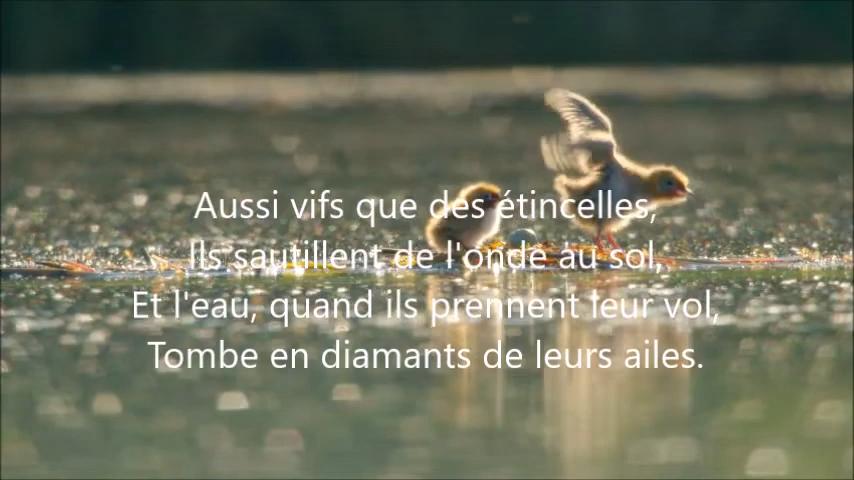 Aussi vifs que des étincelles,
Ils sautillent de l'onde au sol,
Et l'eau, quand ils prennent leur vol,
Tombe en diamants de leurs ailes.